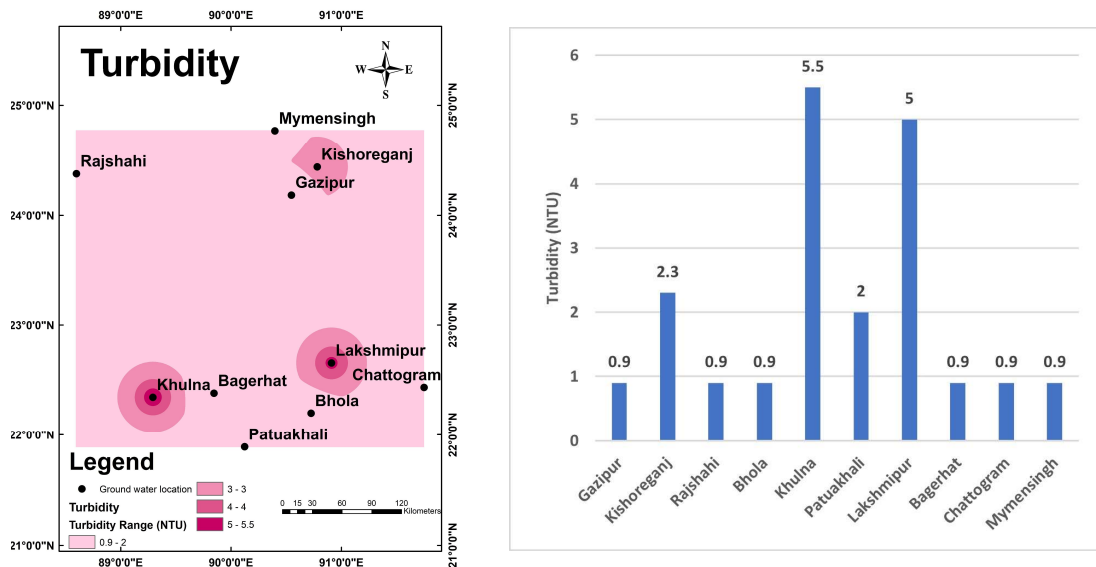 89°0'0"E 90°0'0"E 91°0'0"E
Turbidity
N
W E
S
25°0'0"N 25°0'0"N
Mymensingh
Rajshahi
Kishoreganj
Gazipur
24°0'0"N 24°0'0"N
23°0'0"N 23°0'0"N
Lakshmipur
Chattogram
Khulna
Bagerhat
Bhola
22°0'0"N 22°0'0"N
Patuakhali
Legend
Ground water location
Turbidity
Turbidity Range (NTU)
0.9 - 2
3 - 3
4 - 4
5 - 5.5
0 15 30 60 90 120
Kilometers
21°0'0"N 21°0'0"N
89°0'0"E 90°0'0"E 91°0'0"E
Turbidity (NTU)
6
5
4
3
2
1
0
0.9
2.3
0.9
0.9
5.5
2
5
0.9
0.9
0.9
Gazipur
Kishoreganj
Rajshahi
Bhola
Khulna
Patuakhali
Lakshmipur
Bagerhat
Chattogram
Mymensingh